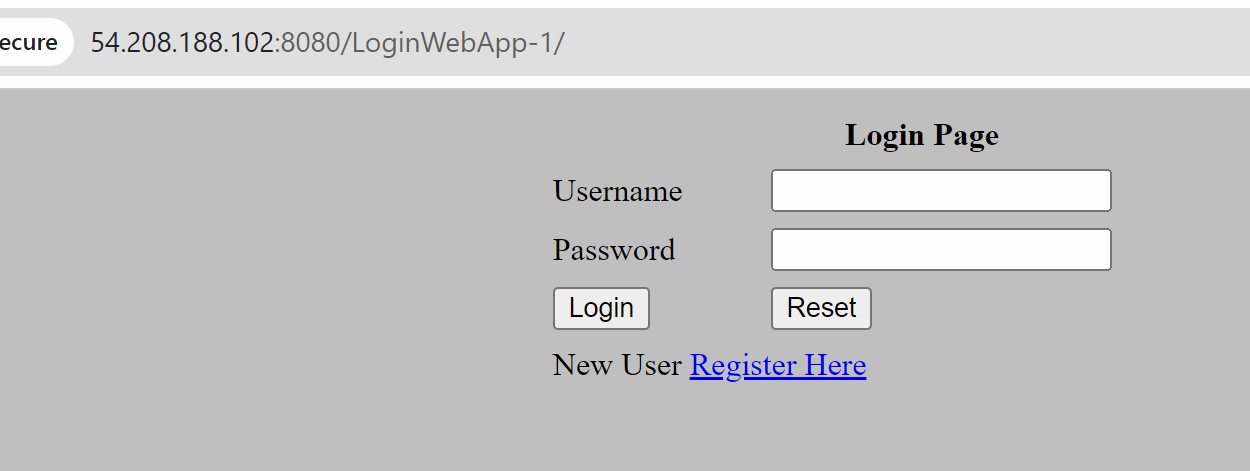 ecure 54.208.188.102:8080/LoginWebApp-1/
Login Page
Username
Password
Login Reset
New User Register Here